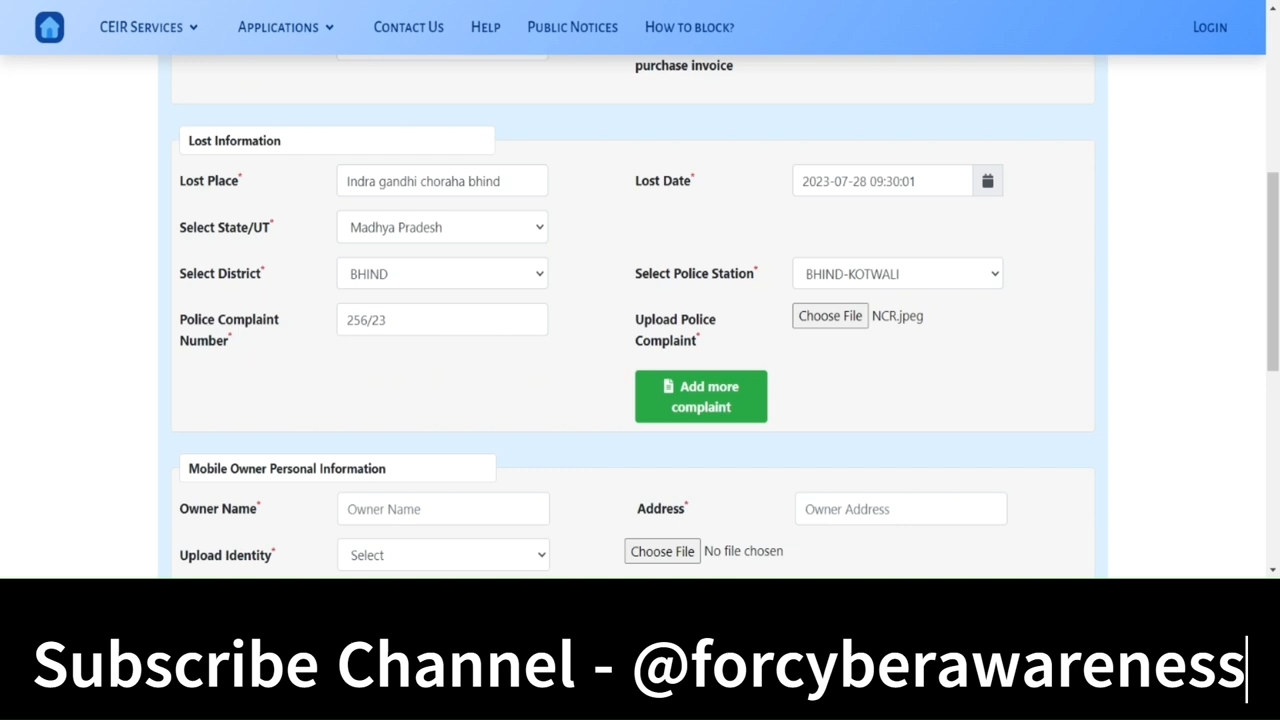 CEIR SERVICES APPLICATIONS CONTACT US HELP PUBLIC NOTICES HOW TO BLOCK? LOGIN
purchase invoice
Lost Information
Lost Place* Indra gandhi choraha bhind Lost Date* 2023-07-28 09:30:01
Select State/UT* Madhya Pradesh
Select District* BHIND Select Police Station* BHIND-KOTWALI
Police Complaint Number* 256/23 Upload Police Complaint* Choose File NCR.jpeg
Add more
complaint
Mobile Owner Personal Information
Owner Name* Owner Name Address* Owner Address
Upload Identity* Select Choose File No file chosen
Subscribe Channel - @forcyberawareness